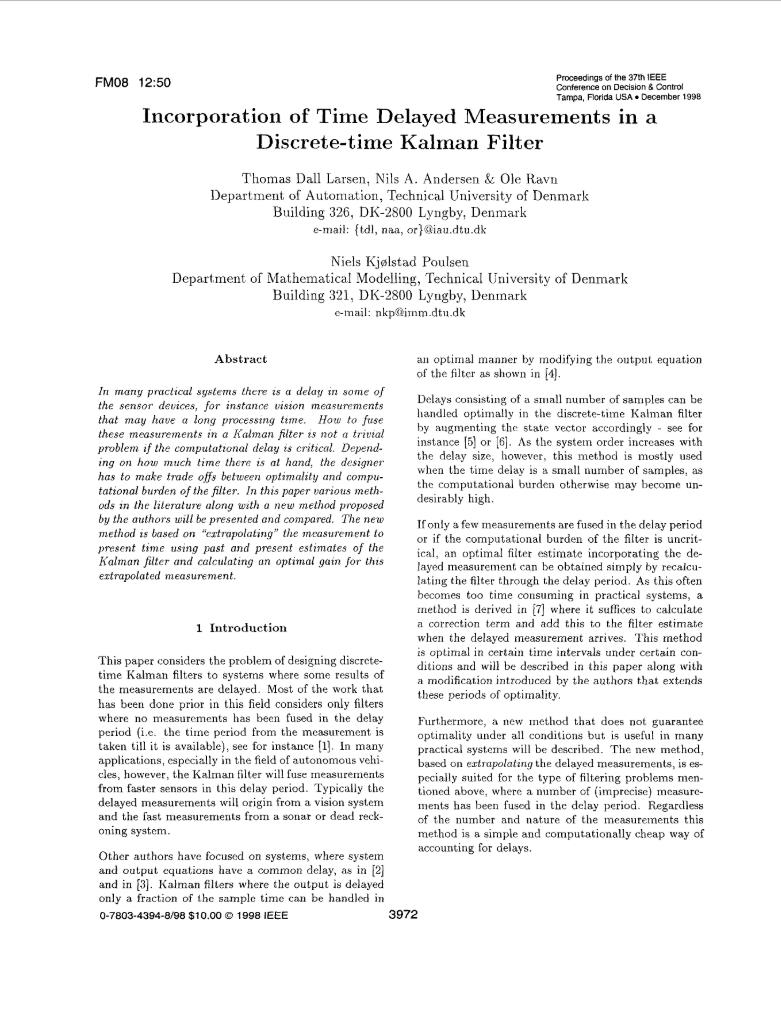 FM08 12:50
Proceedings of the 37th IEEE
Conference on Decision & Control
Tampa, Florida USA • December 1998
Incorporation of Time Delayed Measurements in a
Discrete-time Kalman Filter
Thomas Dall Larsen, Nils A. Andersen & Ole Ravn
Department of Automation, Technical University of Denmark
Building 326, DK-2800 Lyngby, Denmark
e-mail: {tdl, naa, or}@iau.dtu.dk
Niels Kjølstad Poulsen
Department of Mathematical Modelling, Technical University of Denmark
Building 321, DK-2800 Lyngby, Denmark
e-mail: nkp@imm.dtu.dk
Abstract
In many practical systems there is a delay in some of
the sensor devices, for instance vision measurements
that may have a long processing time. How to fuse
these measurements in a Kalman filter is not a trivial
problem if the computational delay is critical. Depend-
ing on how much time there is at hand, the designer
has to make trade offs between optimality and compu-
tational burden of the filter. In this paper various meth-
ods in the literature along with a new method proposed
by the authors will be presented and compared. The new
method is based on "extrapolating" the measurement to
present time using past and present estimates of the
Kalman filter and calculating an optimal gain for this
extrapolated measurement.
1 Introduction
This paper considers the problem of designing discrete-
time Kalman filters to systems where some results of
the measurements are delayed. Most of the work that
has been done prior in this field considers only filters
where no measurements has been fused in the delay
period (i.e. the time period from the measurement is
taken till it is available), see for instance [1]. In many
applications, especially in the field of autonomous vehi-
cles, however, the Kalman filter will fuse measurements
from faster sensors in this delay period. Typically the
delayed measurements will origin from a vision system
and the fast measurements from a sonar or dead reck-
oning system.
Other authors have focused on systems, where system
and output equations have a common delay, as in [2]
and in [3]. Kalman filters where the output is delayed
only a fraction of the sample time can be handled in
an optimal manner by modifying the output equation
of the filter as shown in [4].
Delays consisting of a small number of samples can be
handled optimally in the discrete-time Kalman filter
by augmenting the state vector accordingly - see for
instance [5] or [6]. As the system order increases with
the delay size, however, this method is mostly used
when the time delay is a small number of samples, as
the computational burden otherwise may become un-
desirably high.
If only a few measurements are fused in the delay period
or if the computational burden of the filter is uncrit-
ical, an optimal filter estimate incorporating the de-
layed measurement can be obtained simply by recalcu-
lating the filter through the delay period. As this often
becomes too time consuming in practical systems, a
method is derived in [7] where it suffices to calculate
a correction term and add this to the filter estimate
when the delayed measurement arrives. This method
is optimal in certain time intervals under certain con-
ditions and will be described in this paper along with
a modification introduced by the authors that extends
these periods of optimality.
Furthermore, a new method that does not guarantee
optimality under all conditions but is useful in many
practical systems will be described. The new method,
based on extrapolating the delayed measurements, is es-
pecially suited for the type of filtering problems men-
tioned above, where a number of (imprecise) measure-
ments has been fused in the delay period. Regardless
of the number and nature of the measurements this
method is a simple and computationally cheap way of
accounting for delays.
0-7803-4394-8/98 $10.00 © 1998 IEEE
3972